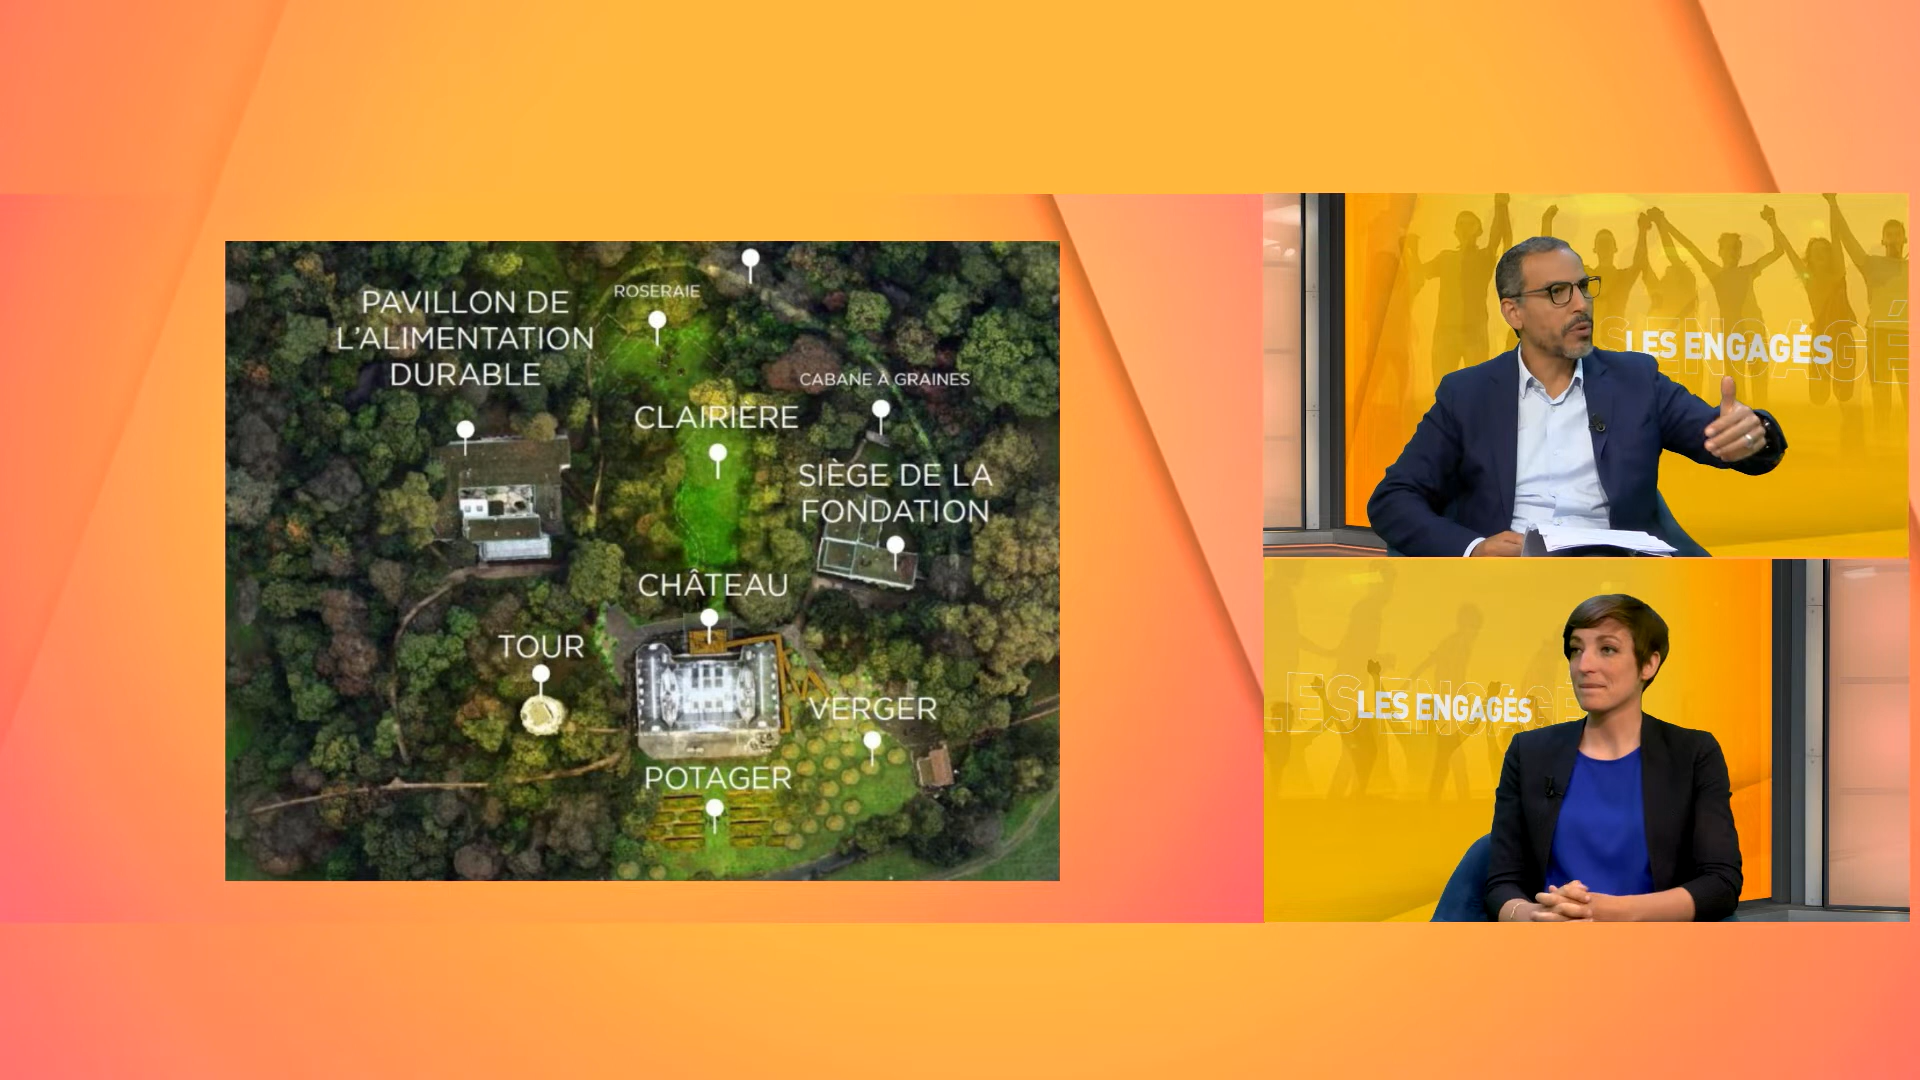 PAVILLON DE
L'ALIMENTATION
DURABLE
ROSERAIE
CABANE À GRAINES
CLAIRIÈRE
SIÈGE DE LA
FONDATION
CHÂTEAU
TOUR
VERGER
POTAGER
LES ENGAGÉS
LES ENGAGÉS